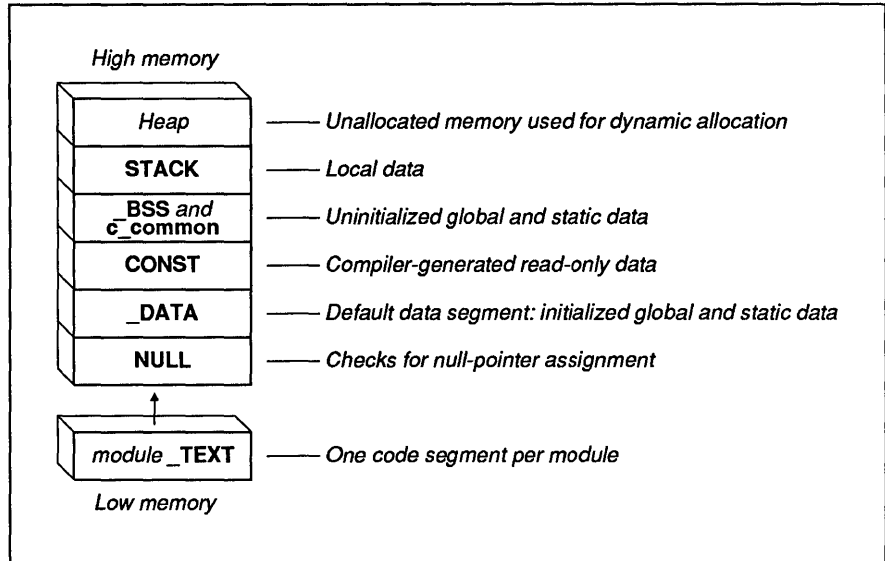 High memory
Heap
Unallocated memory used for dynamic allocation
STACK
Local data
_BSS and
c_common
Uninitialized global and static data
CONST
Compiler-generated read-only data
_DATA
Default data segment: initialized global and static data
NULL
Checks for null-pointer assignment
module _TEXT
One code segment per module
Low memory